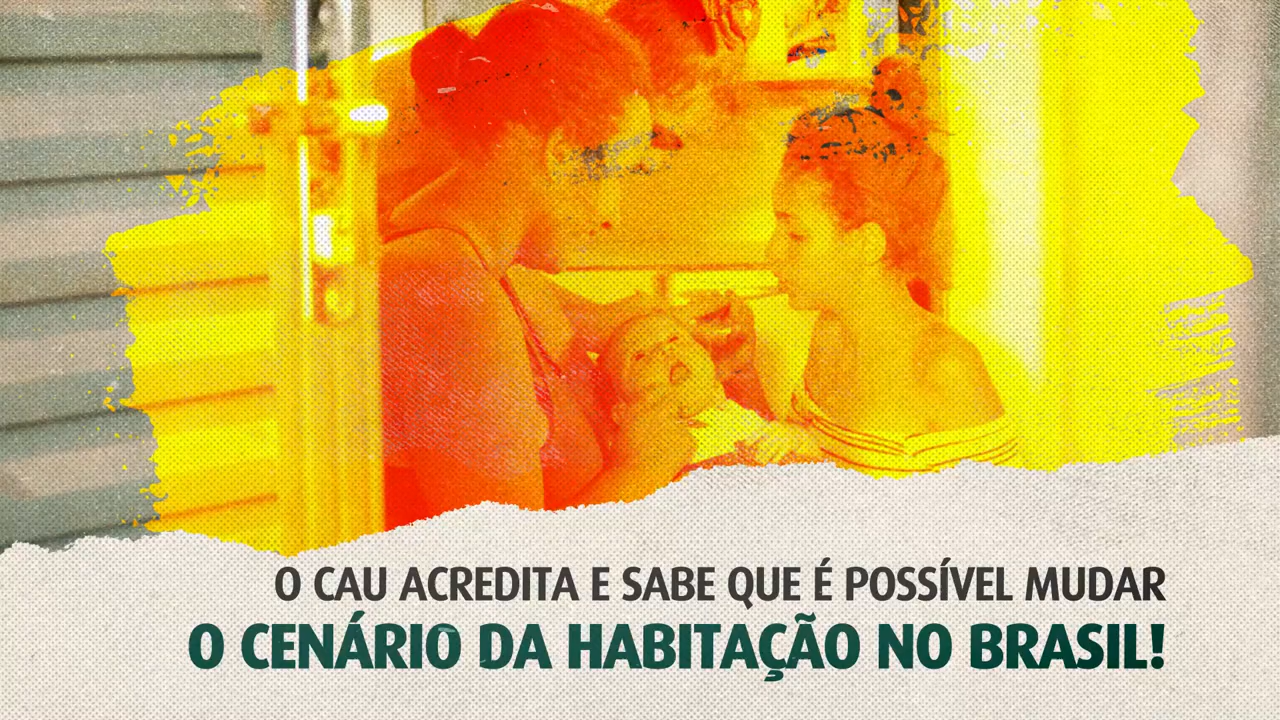 O CAU ACREDITA E SABE QUE É POSSÍVEL MUDAR
O CENÁRIO DA HABITAÇÃO NO BRASIL!